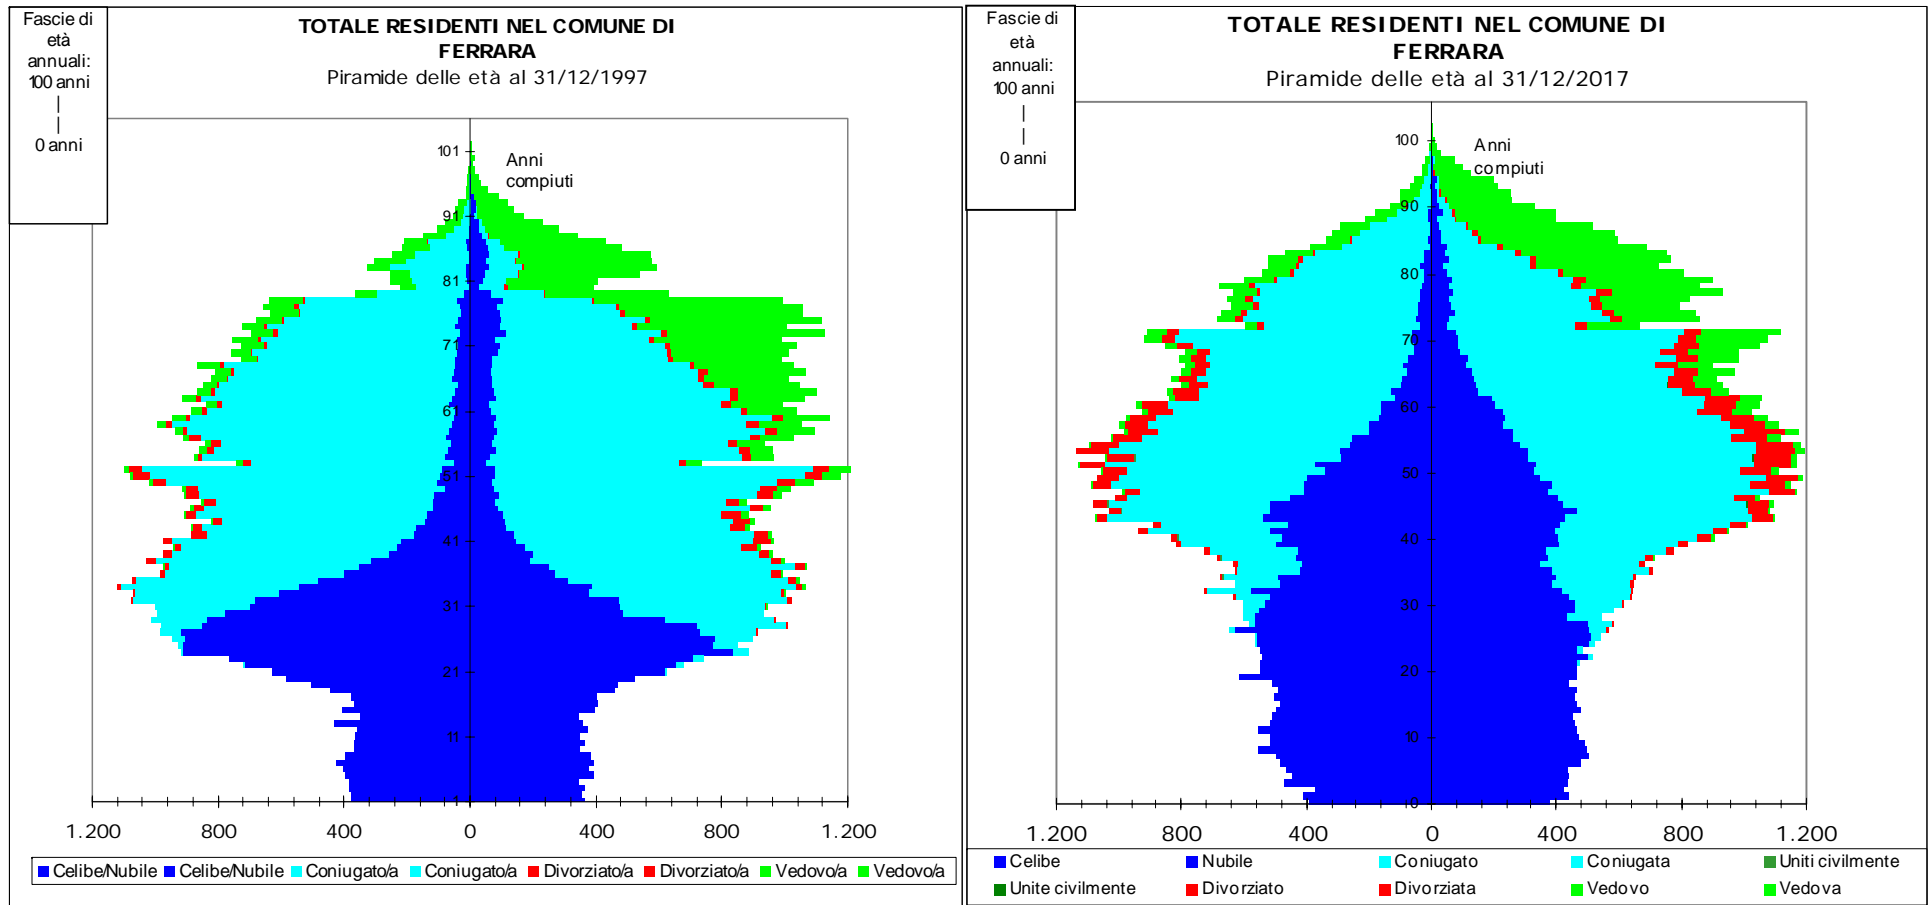 Fascie di
età
annuali:
100 anni
|
|
0 anni
TOTALE RESIDENTI NEL COMUNE DI
FERRARA
Piramide delle età al 31/12/1997
Anni
compiuti
101
91
81
71
61
51
41
31
21
11
1.200 800 400 0 400 800 1.200
Celibe/Nubile Celibe/Nubile Coniugato/a Coniugato/a Divorziato/a Divorziato/a Vedovo/a Vedovo/a
Fascie di
età
annuali:
100 anni
|
|
0 anni
TOTALE RESIDENTI NEL COMUNE DI
FERRARA
Piramide delle età al 31/12/2017
Anni
compiuti
100
90
80
70
60
50
40
30
20
10
0
1.200 800 400 0 400 800 1.200
Celibe Nubile Coniugato Coniugata Uniti civilmente
Unite civilmente Divorziato Divorziata Vedovo Vedova